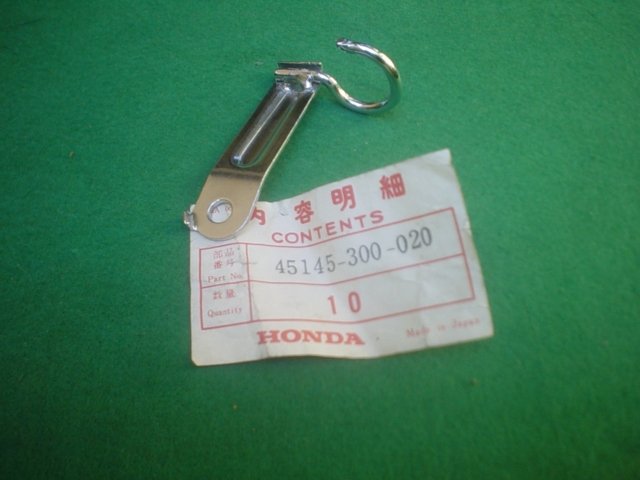 内容明細
CONTENTS
部品番号
Part No.
45145-300-020
数量
Quantity
10
HONDA
Made in Japan